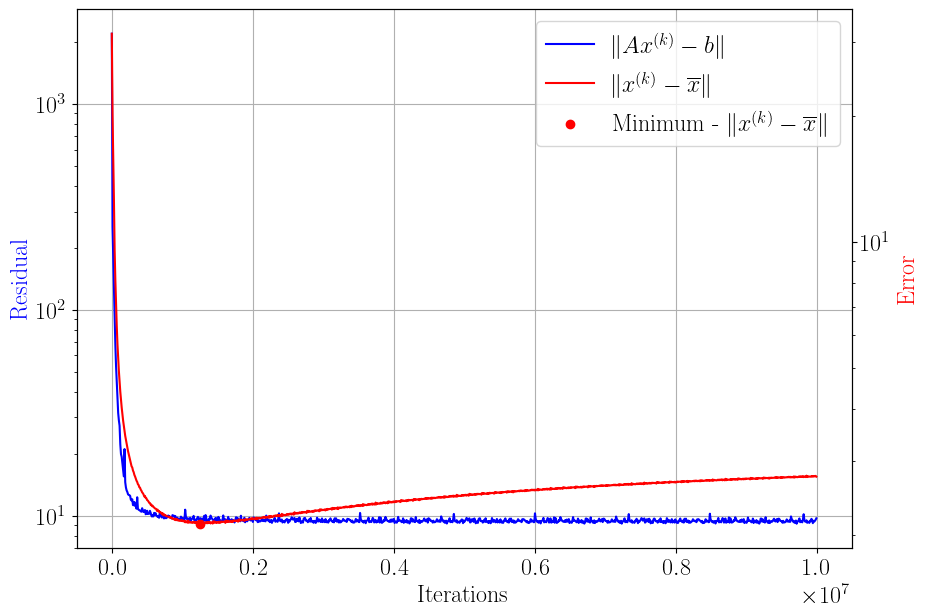 ‖Ax^(k) − b‖
‖x^(k) − x̅‖
Minimum - ‖x^(k) − x̅‖
Residual
10^3
10^2
10^1
10^1
Error
0.0 0.2 0.4 0.6 0.8 1.0
Iterations
×10^7